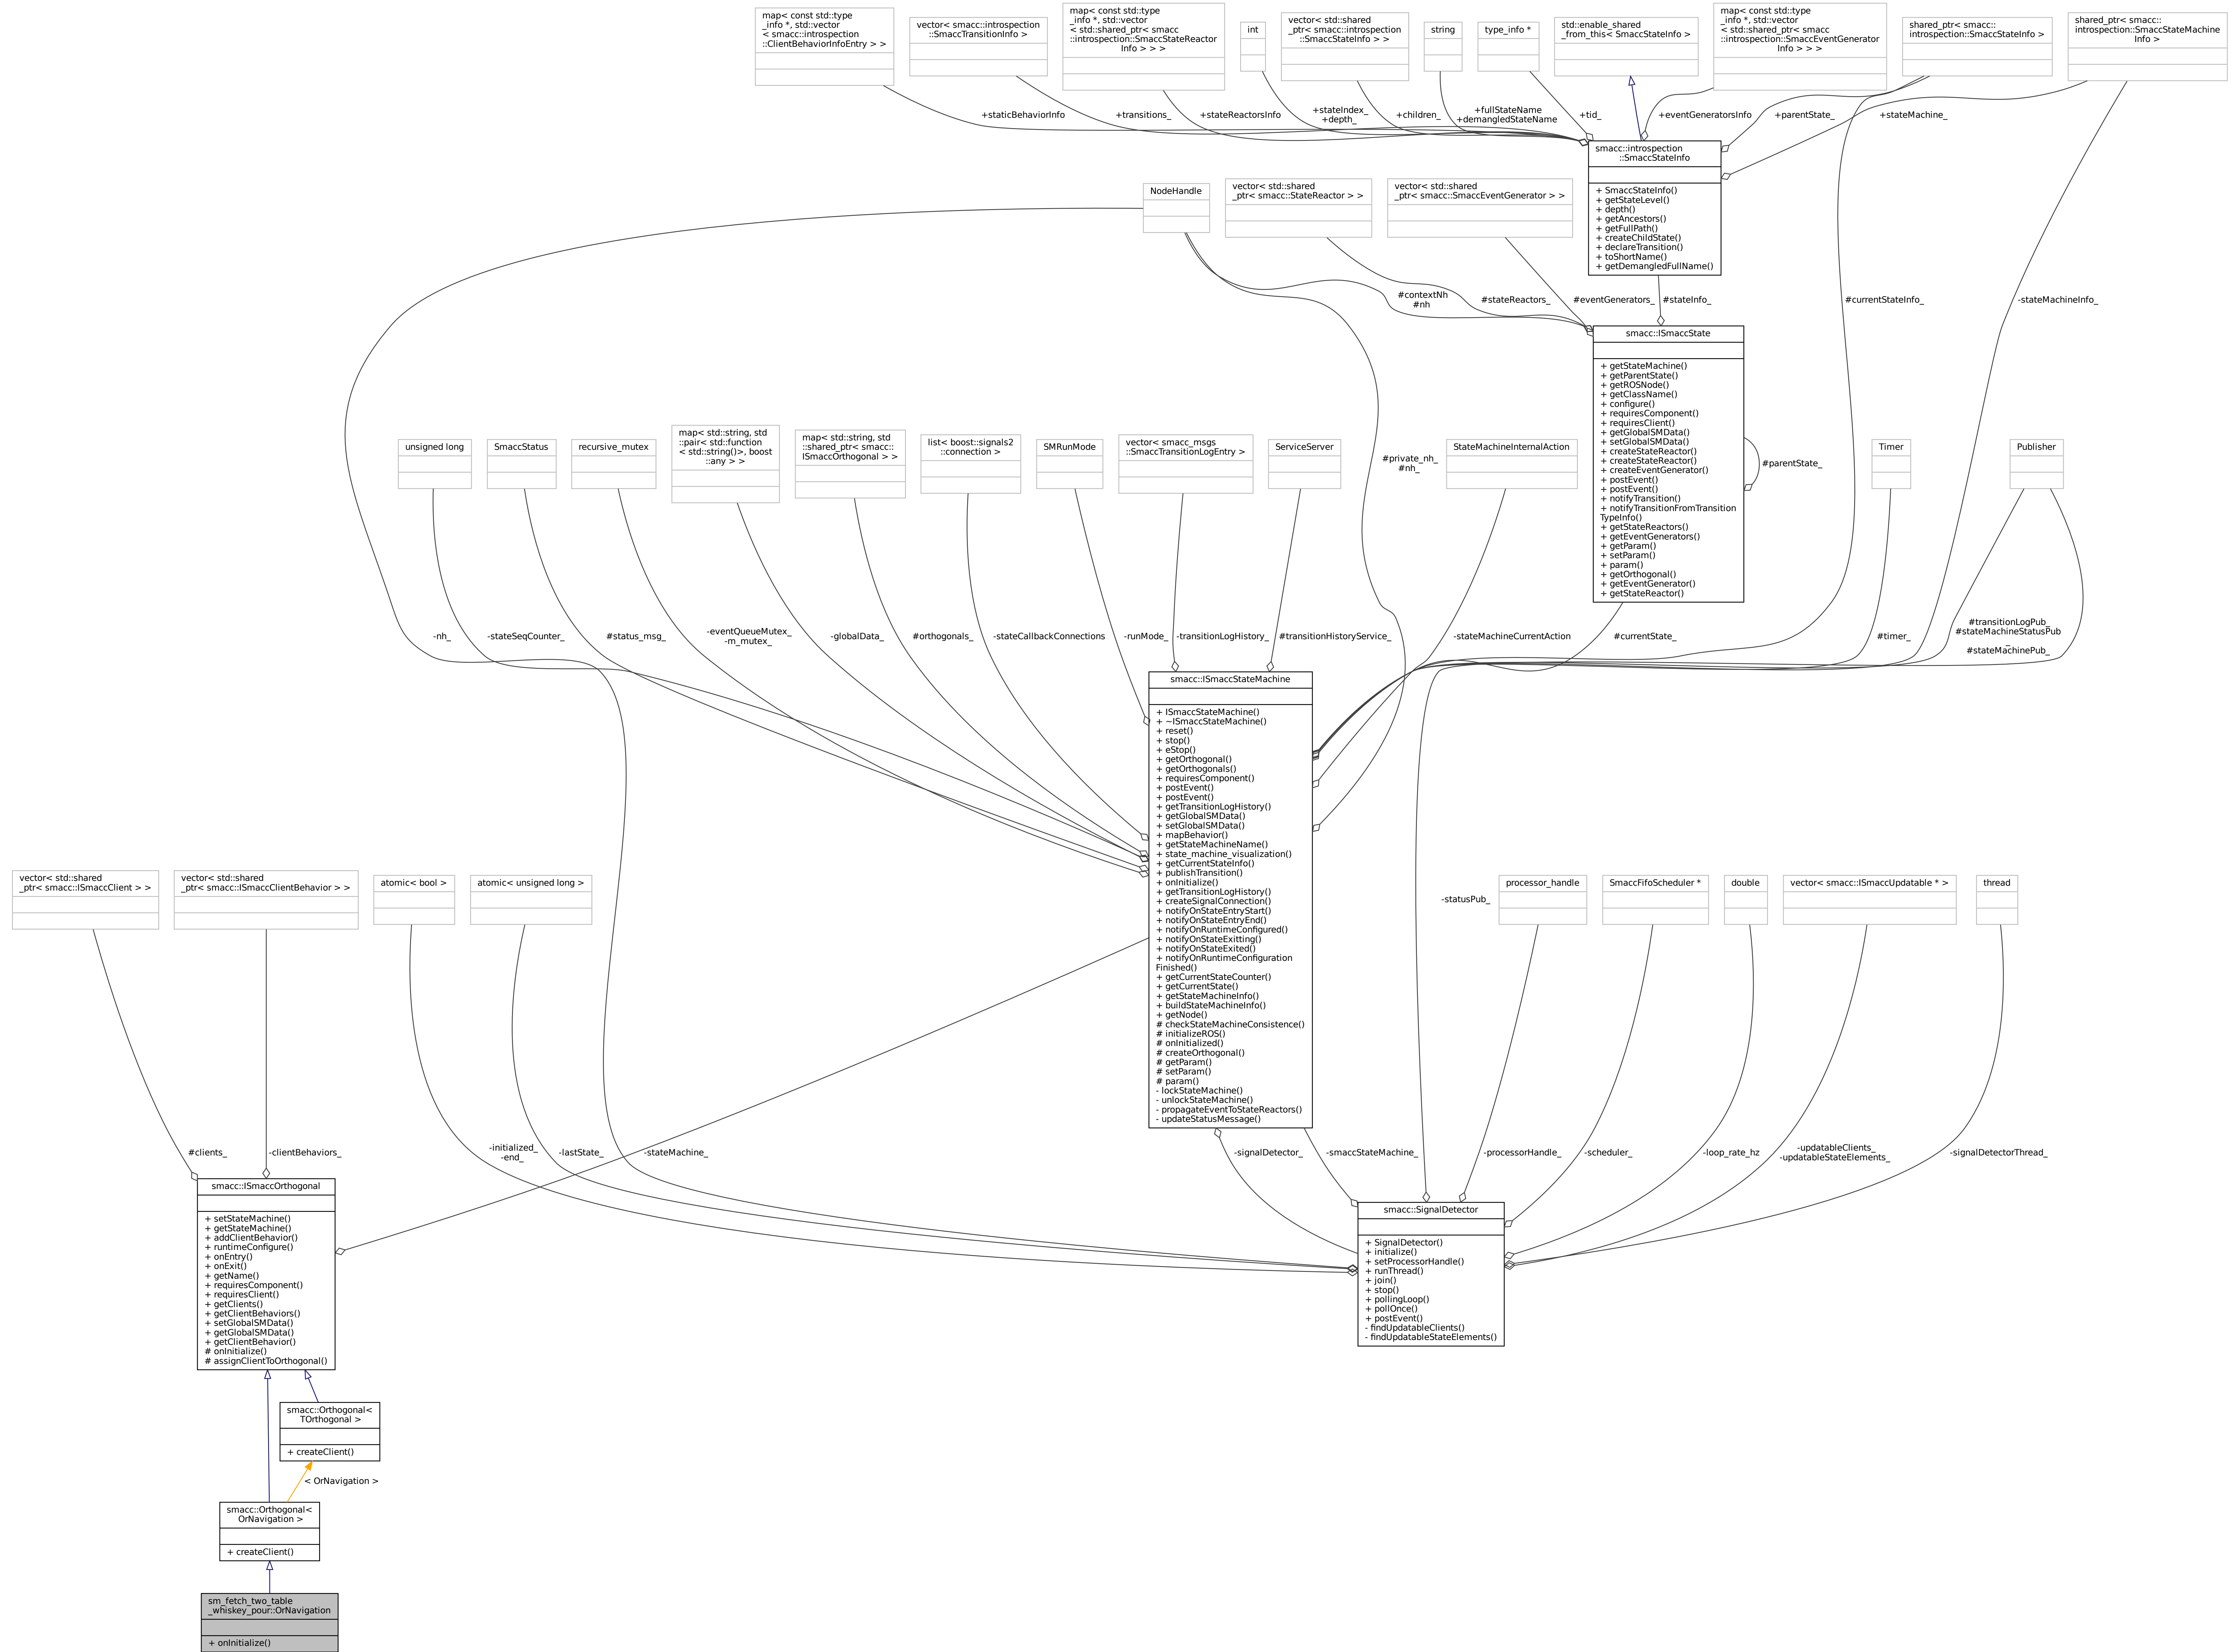 map< const std::type
_info *, std::vector
< smacc::introspection
::ClientBehaviorInfoEntry > >
vector< smacc::introspection
::SmaccTransitionInfo >
map< const std::type
_info *, std::vector
< std::shared_ptr< smacc
::introspection::SmaccStateReactor
Info > > >
int
vector< std::shared
_ptr< smacc::introspection
::SmaccStateInfo > >
string
type_info *
std::enable_shared
_from_this< SmaccStateInfo >
map< const std::type
_info *, std::vector
< std::shared_ptr< smacc
::introspection::SmaccEventGenerator
Info > > >
shared_ptr< smacc::
introspection::SmaccStateInfo >
shared_ptr< smacc::
introspection::SmaccStateMachine
Info >
+staticBehaviorInfo
+transitions_
+stateReactorsInfo
+stateIndex_
+depth_
+children_
+fullStateName
+demangledStateName
+tid_
+eventGeneratorsInfo
+parentState_
+stateMachine_
smacc::introspection
::SmaccStateInfo
+ SmaccStateInfo()
+ getStateLevel()
+ depth()
+ getAncestors()
+ getFullPath()
+ createChildState()
+ declareTransition()
+ toShortName()
+ getDemangledFullName()
NodeHandle
vector< std::shared
_ptr< smacc::StateReactor > >
vector< std::shared
_ptr< smacc::SmaccEventGenerator > >
#contextNh
#nh
#stateReactors_
#eventGenerators_
#stateInfo_
#currentStateInfo_
-stateMachineInfo_
smacc::ISmaccState
+ getStateMachine()
+ getParentState()
+ getROSNode()
+ getClassName()
+ configure()
+ requiresComponent()
+ requiresClient()
+ getGlobalSMData()
+ setGlobalSMData()
+ createStateReactor()
+ createStateReactor()
+ createEventGenerator()
+ postEvent()
+ postEvent()
+ notifyTransition()
+ notifyTransitionFromTransition
TypeInfo()
+ getStateReactors()
+ getEventGenerators()
+ getParam()
+ setParam()
+ param()
+ getOrthogonal()
+ getEventGenerator()
+ getStateReactor()
#parentState_
unsigned long
SmaccStatus
recursive_mutex
map< std::string, std
::pair< std::function
< std::string()>, boost
::any > >
map< std::string, std
::shared_ptr< smacc::
ISmaccOrthogonal > >
list< boost::signals2
::connection >
SMRunMode
vector< smacc_msgs
::SmaccTransitionLogEntry >
ServiceServer
#private_nh_
#nh_
StateMachineInternalAction
Timer
Publisher
-nh_
-stateSeqCounter_
#status_msg_
-eventQueueMutex_
-m_mutex_
-globalData_
#orthogonals_
-stateCallbackConnections
-runMode_
-transitionLogHistory_
#transitionHistoryService_
-stateMachineCurrentAction
#currentState_
#timer_
#transitionLogPub_
#stateMachineStatusPub
_
#stateMachinePub_
smacc::ISmaccStateMachine
+ ISmaccStateMachine()
+ ~ISmaccStateMachine()
+ reset()
+ stop()
+ eStop()
+ getOrthogonal()
+ getOrthogonals()
+ requiresComponent()
+ postEvent()
+ postEvent()
+ getTransitionLogHistory()
+ getGlobalSMData()
+ setGlobalSMData()
+ mapBehavior()
+ getStateMachineName()
+ state_machine_visualization()
+ getCurrentStateInfo()
+ publishTransition()
+ onInitialize()
+ getTransitionLogHistory()
+ createSignalConnection()
+ notifyOnStateEntryStart()
+ notifyOnStateEntryEnd()
+ notifyOnRuntimeConfigured()
+ notifyOnStateExitting()
+ notifyOnStateExited()
+ notifyOnRuntimeConfiguration
Finished()
+ getCurrentStateCounter()
+ getCurrentState()
+ getStateMachineInfo()
+ buildStateMachineInfo()
+ getNode()
# checkStateMachineConsistence()
# initializeROS()
# onInitialized()
# createOrthogonal()
# getParam()
# setParam()
# param()
- lockStateMachine()
- unlockStateMachine()
- propagateEventToStateReactors()
- updateStatusMessage()
vector< std::shared
_ptr< smacc::ISmaccClient > >
vector< std::shared
_ptr< smacc::ISmaccClientBehavior > >
atomic< bool >
atomic< unsigned long >
-statusPub_
processor_handle
SmaccFifoScheduler *
double
vector< smacc::ISmaccUpdatable * >
thread
#clients_
-clientBehaviors_
-initialized_
-end_
-lastState_
-stateMachine_
-signalDetector_
-smaccStateMachine_
-processorHandle_
-scheduler_
-loop_rate_hz
-updatableClients_
-updatableStateElements_
-signalDetectorThread_
smacc::ISmaccOrthogonal
+ setStateMachine()
+ getStateMachine()
+ addClientBehavior()
+ runtimeConfigure()
+ onEntry()
+ onExit()
+ getName()
+ requiresComponent()
+ requiresClient()
+ getClients()
+ getClientBehaviors()
+ setGlobalSMData()
+ getGlobalSMData()
+ getClientBehavior()
# onInitialize()
# assignClientToOrthogonal()
smacc::SignalDetector
+ SignalDetector()
+ initialize()
+ setProcessorHandle()
+ runThread()
+ join()
+ stop()
+ pollingLoop()
+ pollOnce()
+ postEvent()
- findUpdatableClients()
- findUpdatableStateElements()
smacc::Orthogonal<
TOrthogonal >
+ createClient()
< OrNavigation >
smacc::Orthogonal<
OrNavigation >
+ createClient()
sm_fetch_two_table
_whiskey_pour::OrNavigation
+ onInitialize()